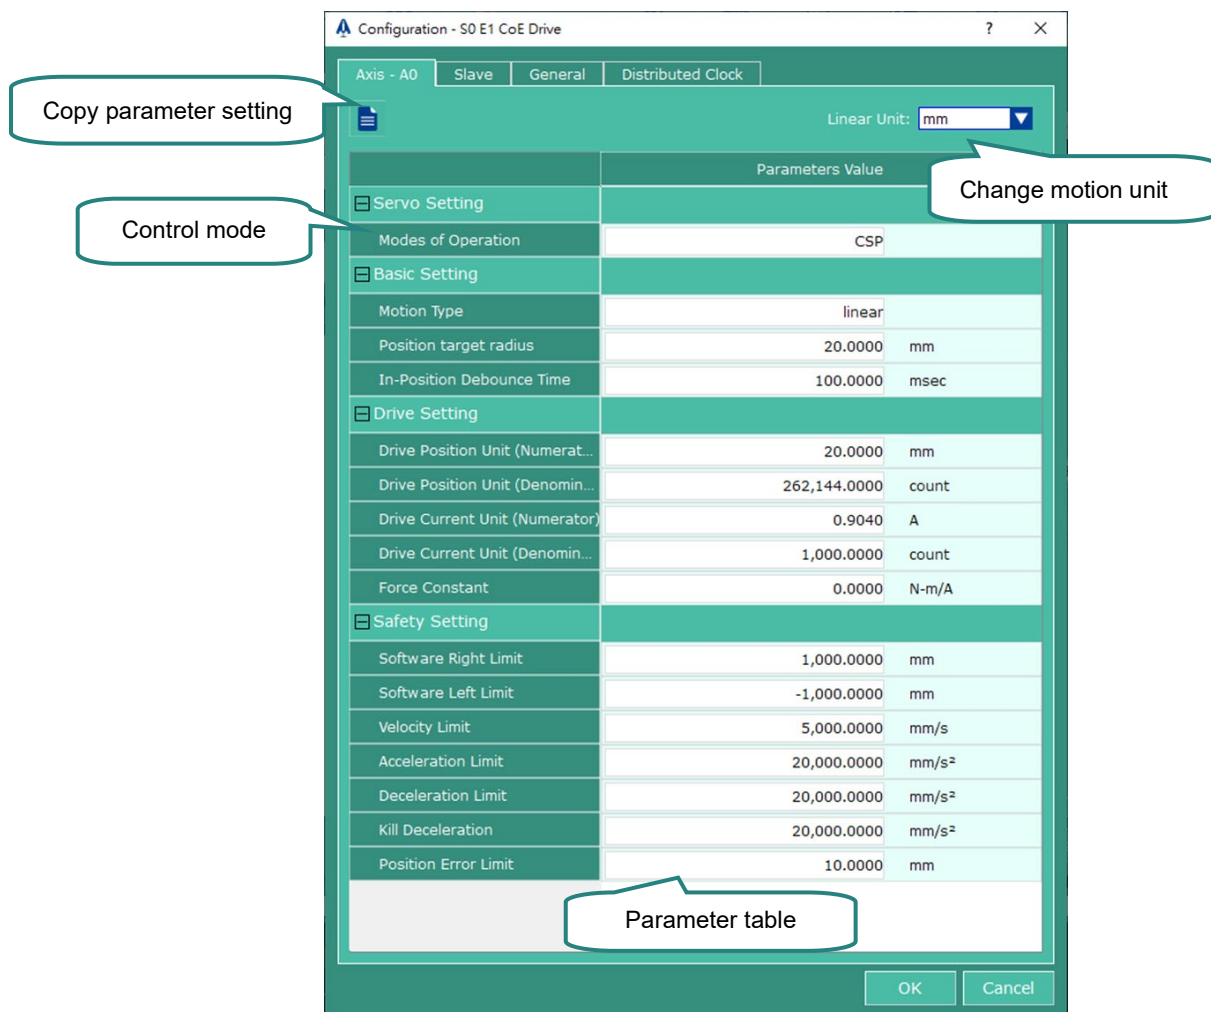 Configuration - S0 E1 CoE Drive ? ×
Axis - A0 Slave General Distributed Clock
Copy parameter setting
Linear Unit: mm
Parameters Value
Change motion unit
Servo Setting
Control mode
Modes of Operation CSP
Basic Setting
Motion Type linear
Position target radius 20.0000 mm
In-Position Debounce Time 100.0000 msec
Drive Setting
Drive Position Unit (Numerat... 20.0000 mm
Drive Position Unit (Denomin... 262,144.0000 count
Drive Current Unit (Numerator) 0.9040 A
Drive Current Unit (Denomin... 1,000.0000 count
Force Constant 0.0000 N-m/A
Safety Setting
Software Right Limit 1,000.0000 mm
Software Left Limit -1,000.0000 mm
Velocity Limit 5,000.0000 mm/s
Acceleration Limit 20,000.0000 mm/s²
Deceleration Limit 20,000.0000 mm/s²
Kill Deceleration 20,000.0000 mm/s²
Position Error Limit 10.0000 mm
Parameter table
OK Cancel